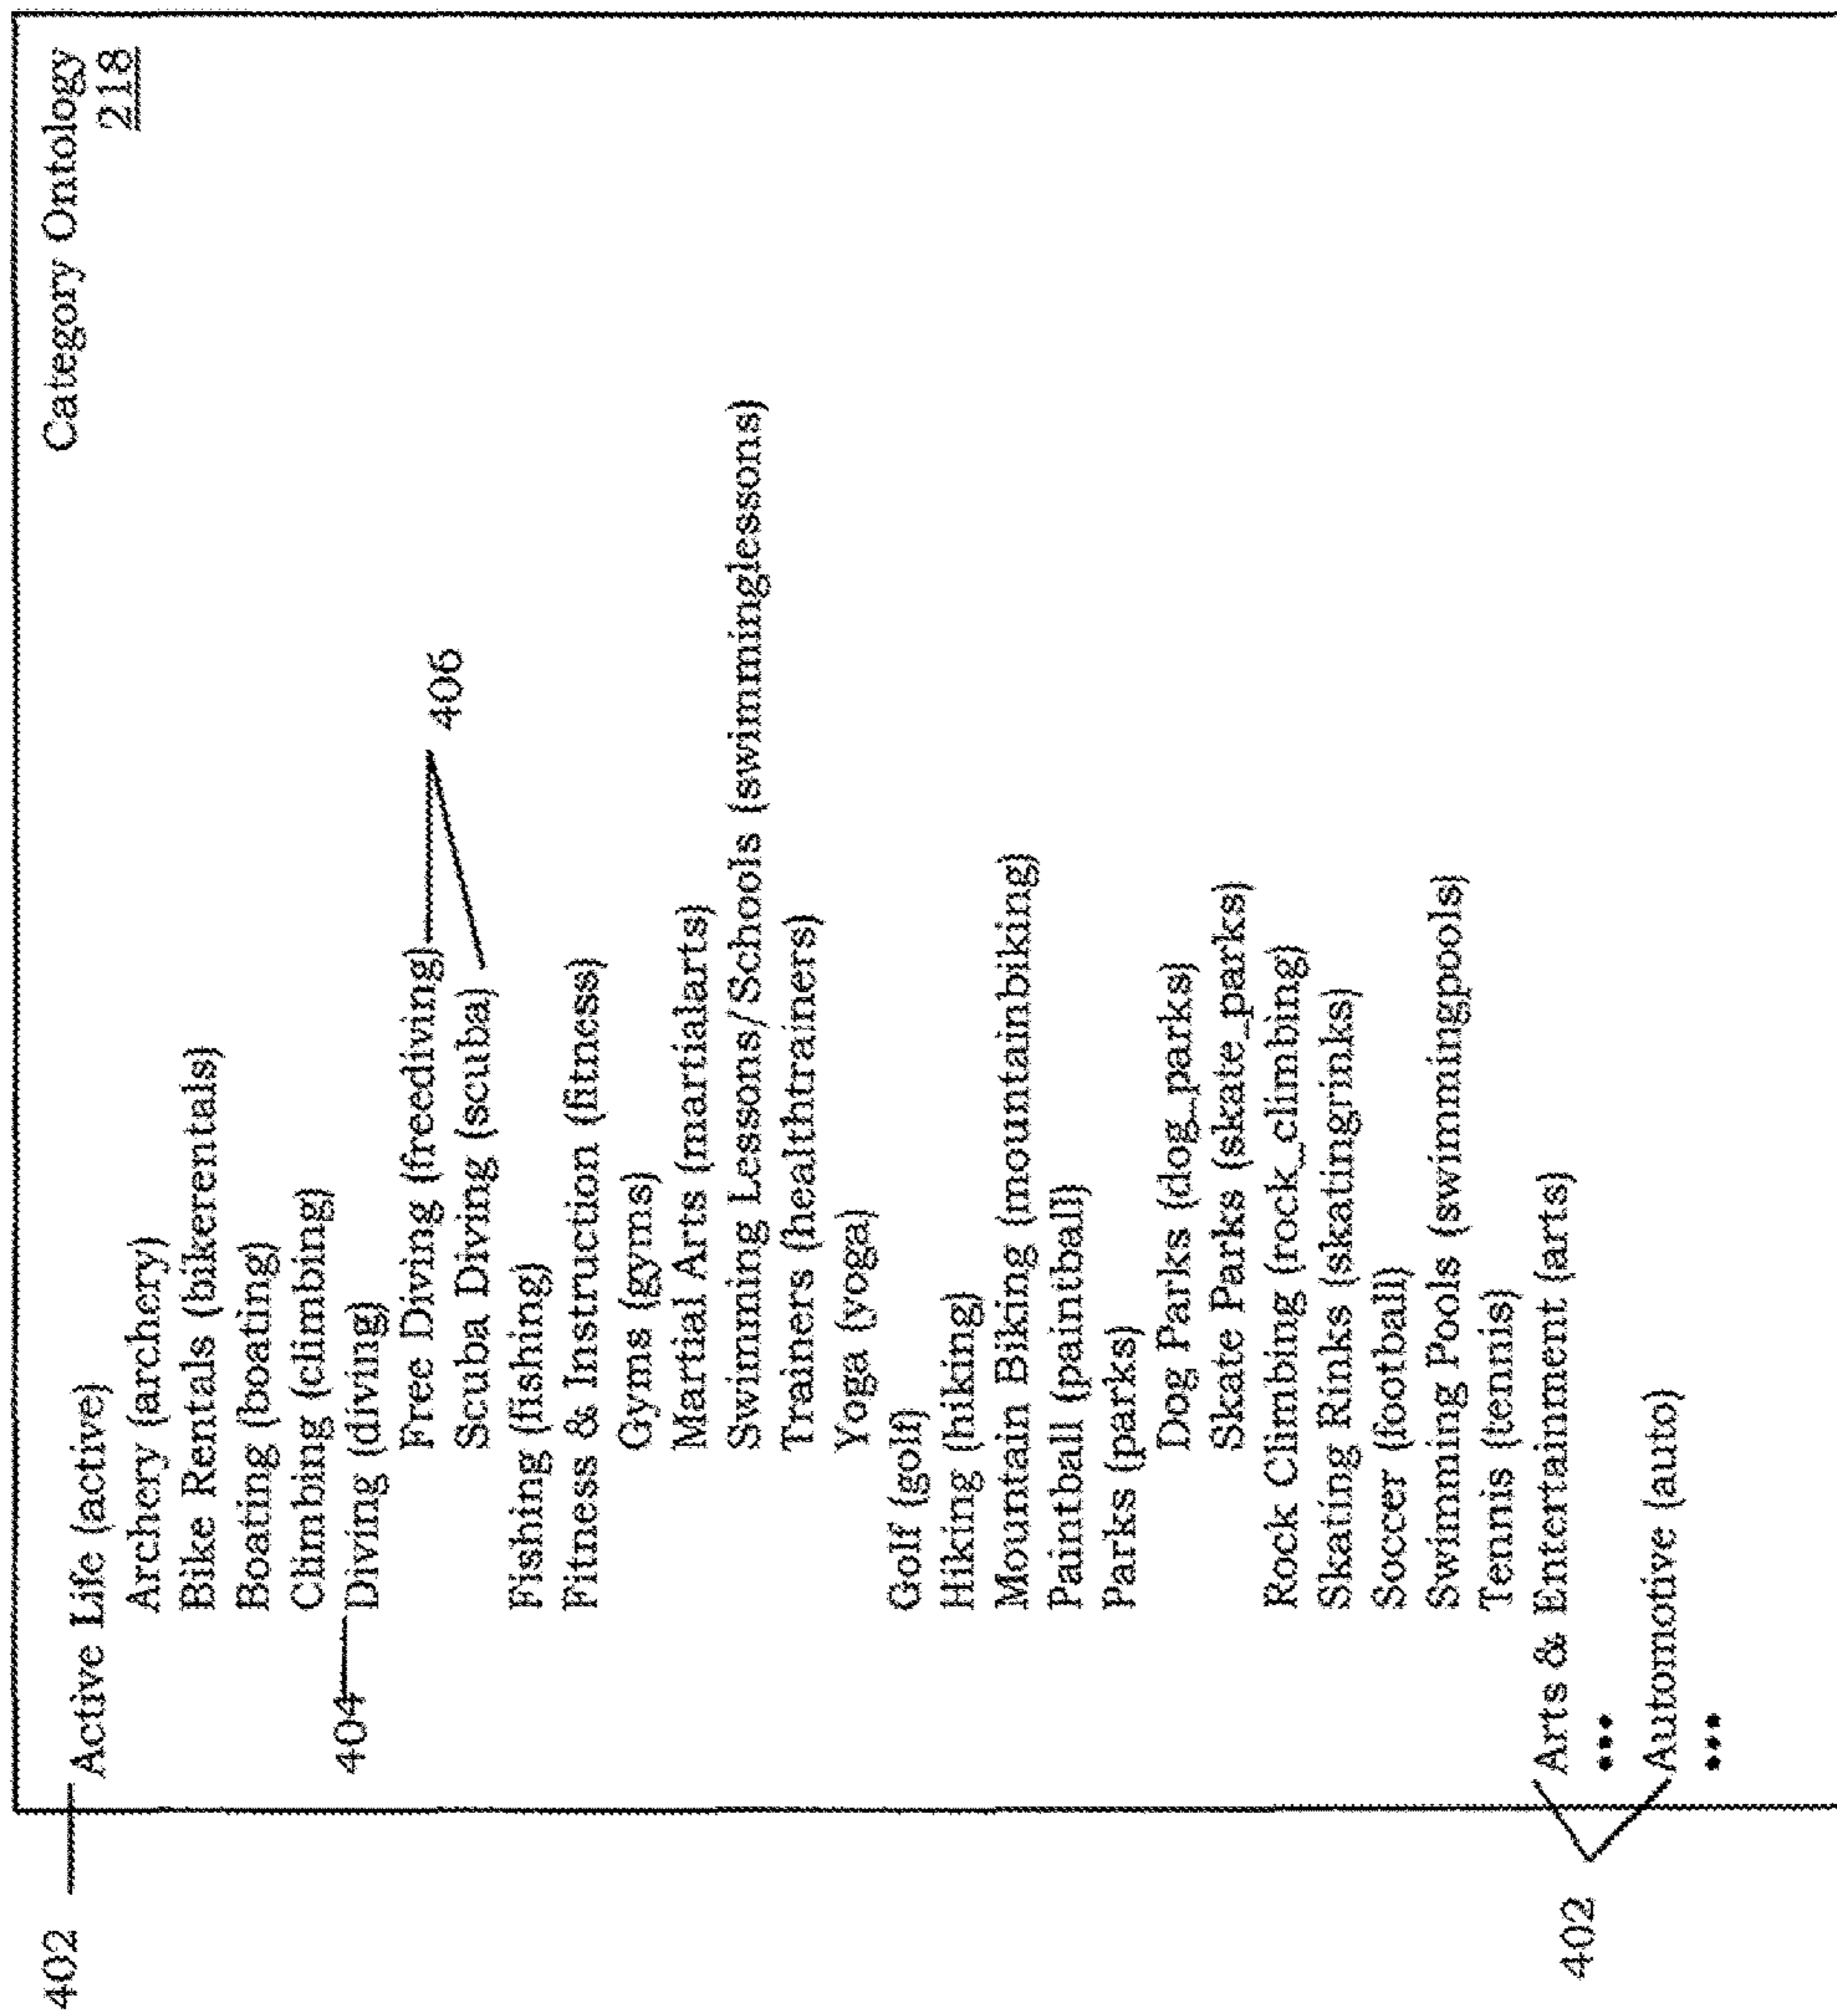 Category Ontology
218
402
Active Life (active)
Archery (archery)
Bike Rentals (bikerentals)
Boating (boating)
Climbing (climbing)
404
Diving (diving)
Free Diving (freediving)
406
Scuba Diving (scuba)
Fishing (fishing)
Fitness & Instruction (fitness)
Gyms (gyms)
Martial Arts (martialarts)
Swimming Lessons/Schools (swimminglessons)
Trainers (healthtrainers)
Yoga (yoga)
Golf (golf)
Hiking (hiking)
Mountain Biking (mountainbiking)
Paintball (paintball)
Parks (parks)
Dog Parks (dog_parks)
Skate Parks (skate_parks)
Rock Climbing (rock_climbing)
Skating Rinks (skatingrinks)
Soccer (football)
Swimming Pools (swimmingpools)
Tennis (tennis)
Arts & Entertainment (arts)
•••
402
Automotive (auto)
•••